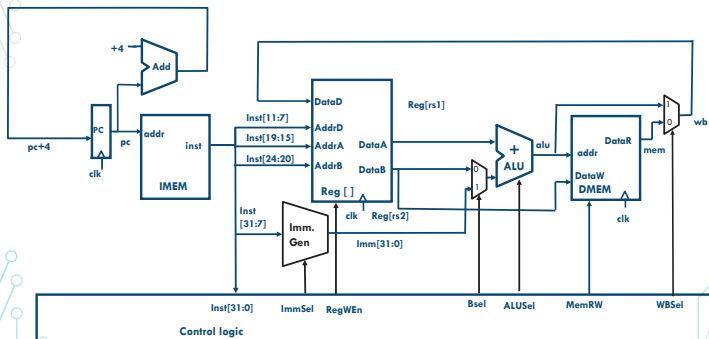 +4
Add
PC
pc+4
pc
clk
addr
inst
IMEM
Inst[11:7]
Inst[19:15]
Inst[24:20]
Inst
[31:7]
DataD
AddrD
AddrA
AddrB
DataA
DataB
Reg [ ]
clk
Reg[rs1]
Reg[rs2]
Imm.
Gen
Imm[31:0]
0
1
+
ALU
alu
addr
DataR
DataW
DMEM
clk
mem
1
0
wb
Inst[31:0]
ImmSel
RegWEn
Bsel
ALUSel
MemRW
WBSel
Control logic